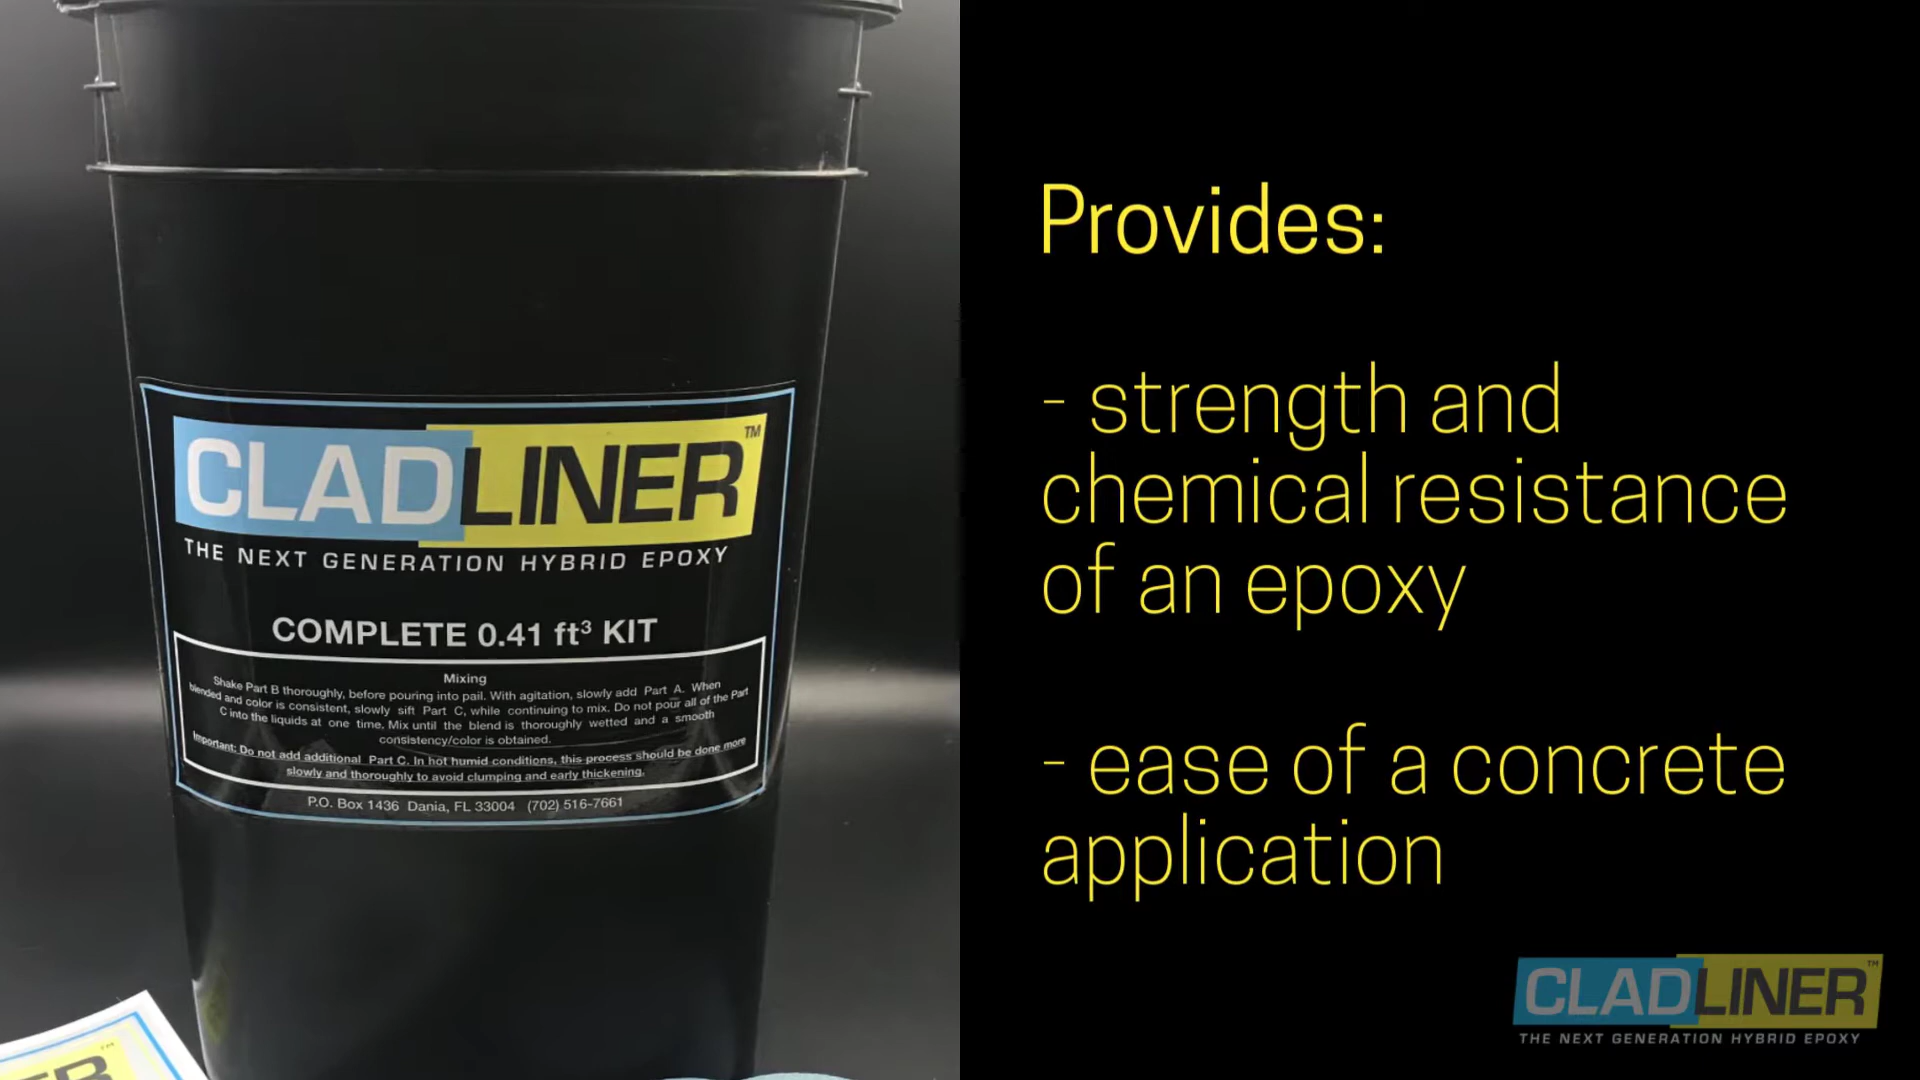 CLADLINER™
THE NEXT GENERATION HYBRID EPOXY
COMPLETE 0.41 ft³ KIT
Mixing
Shake Part B thoroughly, before pouring into pail. With agitation, slowly add Part A. When
blended and color is consistent, slowly sift Part C, while continuing to mix. Do not pour all of the Part
C into the liquids at one time. Mix until the blend is thoroughly wetted and a smooth
consistency/color is obtained.
Important: Do not add additional Part C. In hot humid conditions, this process should be done more
slowly and thoroughly to avoid clumping and early thickening.
P.O. Box 1436 Dania, FL 33004 (702) 516-7661
ER™
Provides:
- strength and
chemical resistance
of an epoxy
- ease of a concrete
application
CLADLINER™
THE NEXT GENERATION HYBRID EPOXY